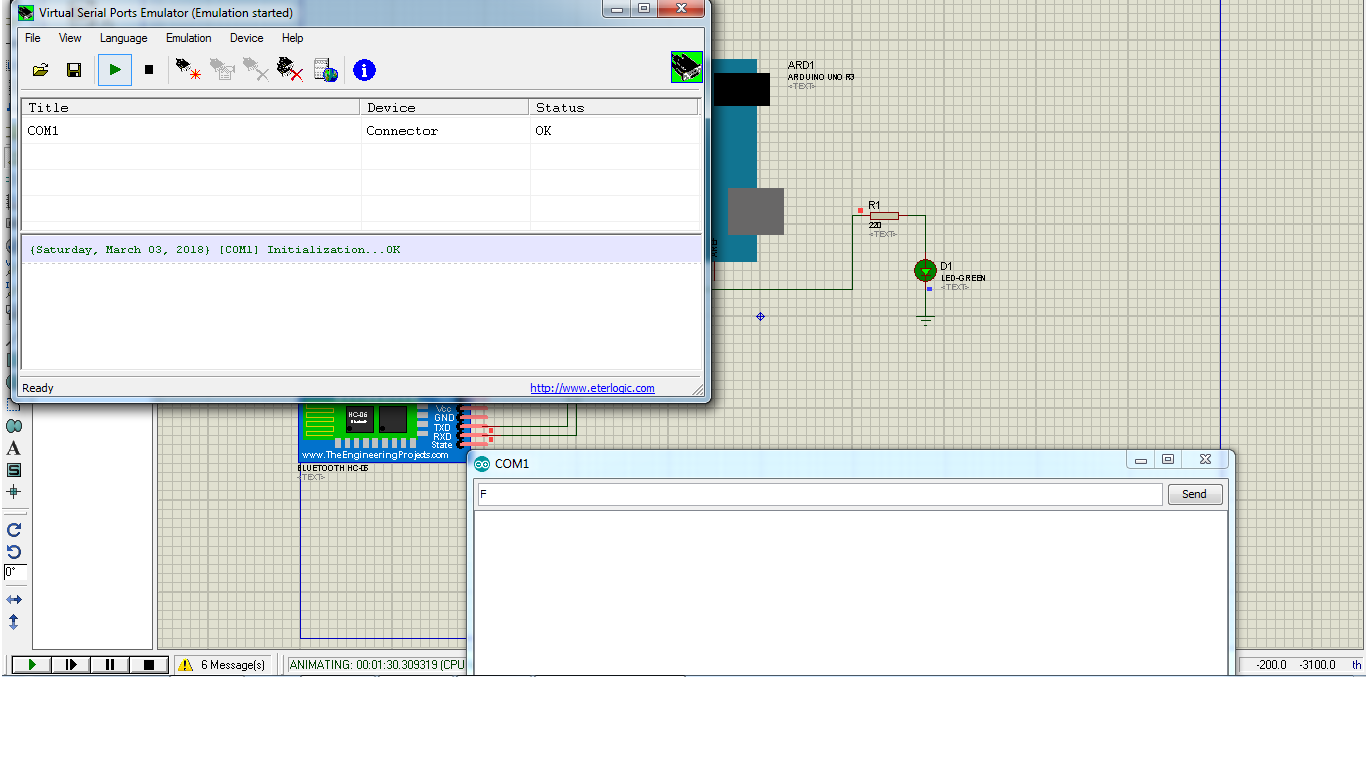 Virtual Serial Ports Emulator (Emulation started)
File View Language Emulation Device Help
Title Device Status
COM1 Connector OK
{Saturday, March 03, 2018} [COM1] Initialization...OK
Ready http://www.eterlogic.com
ARD1
ARDUINO UNO R3
<TEXT>
R1
220
<TEXT>
D1
LED-GREEN
<TEXT>
HC-06
Vcc
GND
TXD
RXD
State
www.TheEngineeringProjects.com
BLUETOOTH HC-06
<TEXT>
COM1
F
Send
A
S
0°
6 Message(s)
ANIMATING: 00:01:30.309319 (CPU
-200.0 -3100.0 th